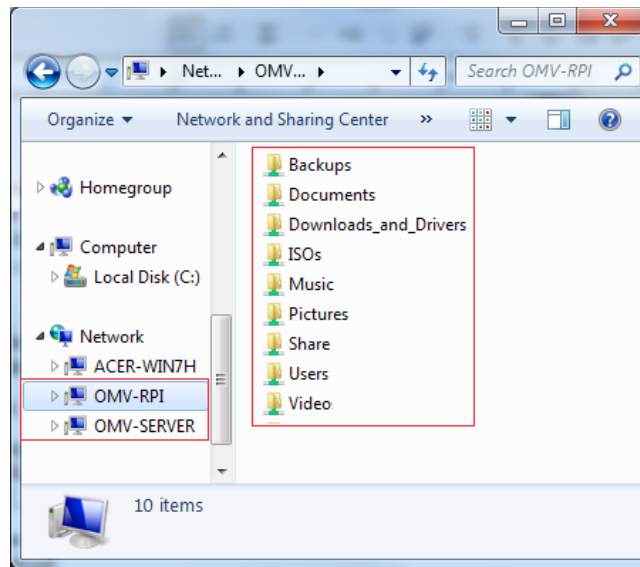 Net... OMV... Search OMV-RPI
Organize Network and Sharing Center »
Homegroup
Computer
Local Disk (C:)
Network
ACER-WIN7H
OMV-RPI
OMV-SERVER
Backups
Documents
Downloads_and_Drivers
ISOs
Music
Pictures
Share
Users
Video
10 items